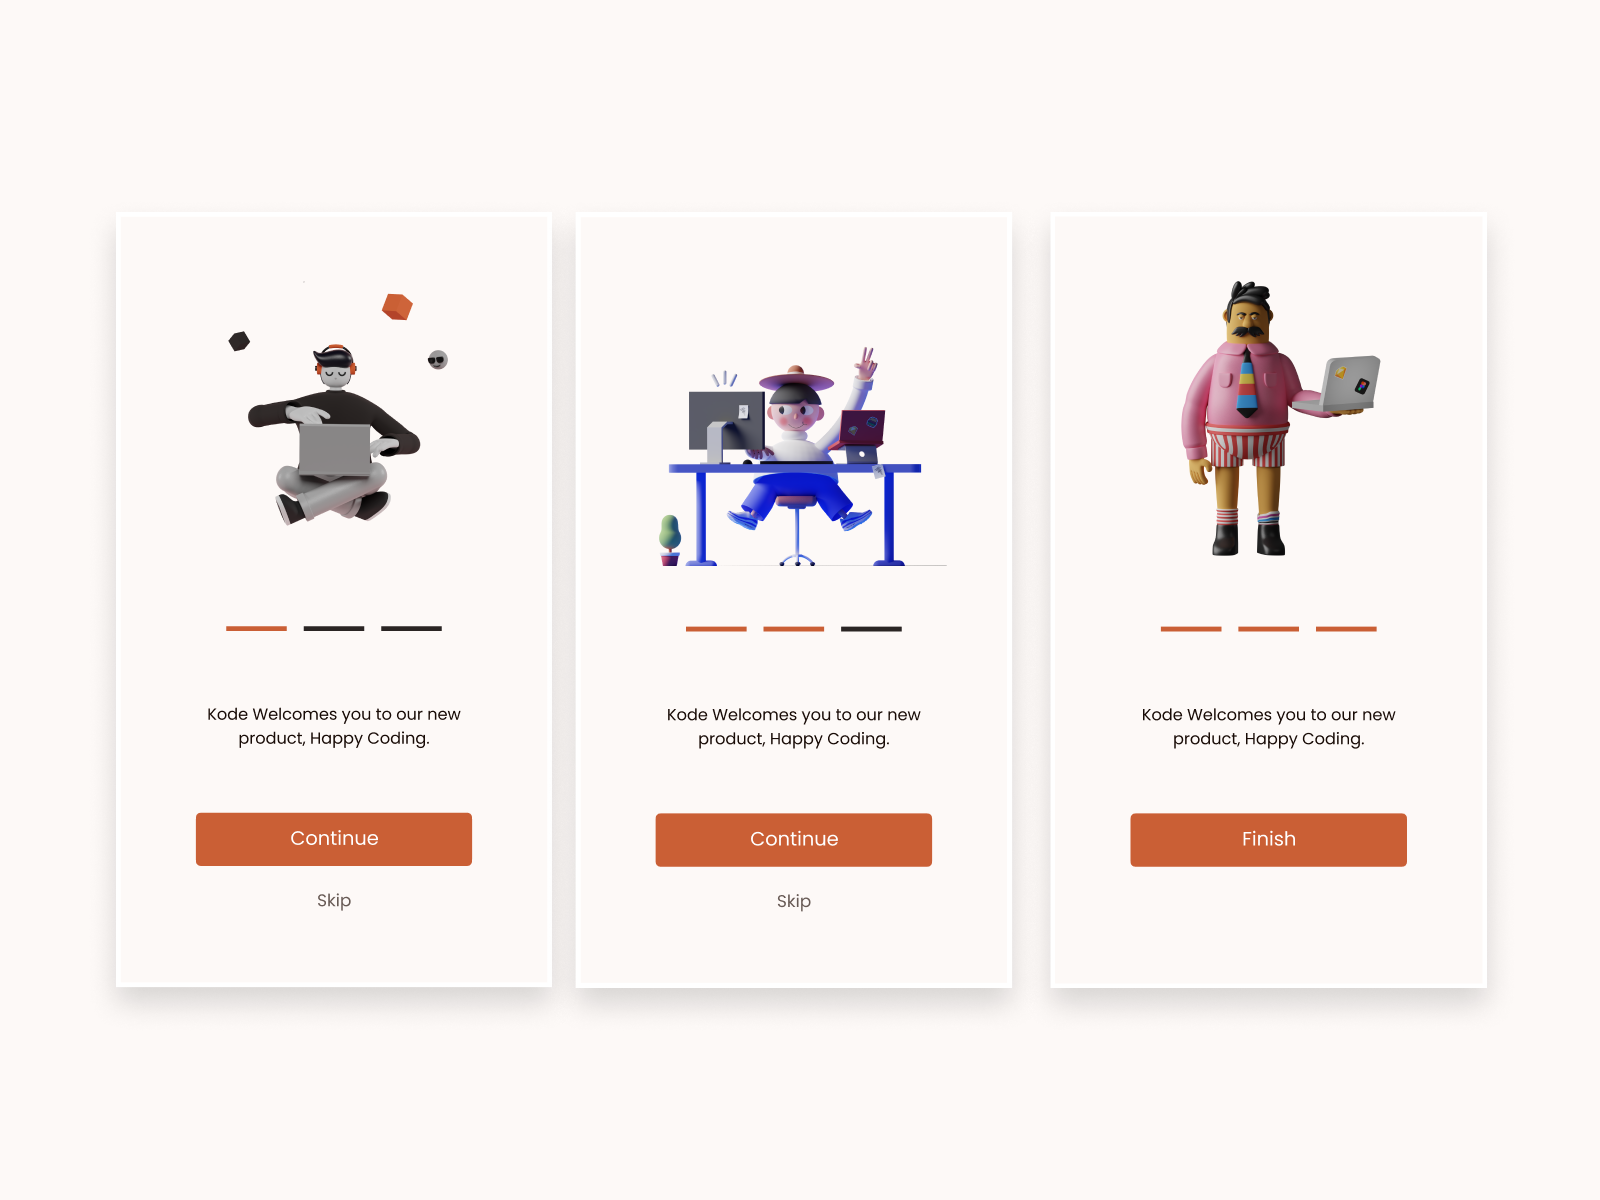 Kode Welcomes you to our new
product, Happy Coding.
Continue
Skip
Kode Welcomes you to our new
product, Happy Coding.
Continue
Skip
Kode Welcomes you to our new
product, Happy Coding.
Finish